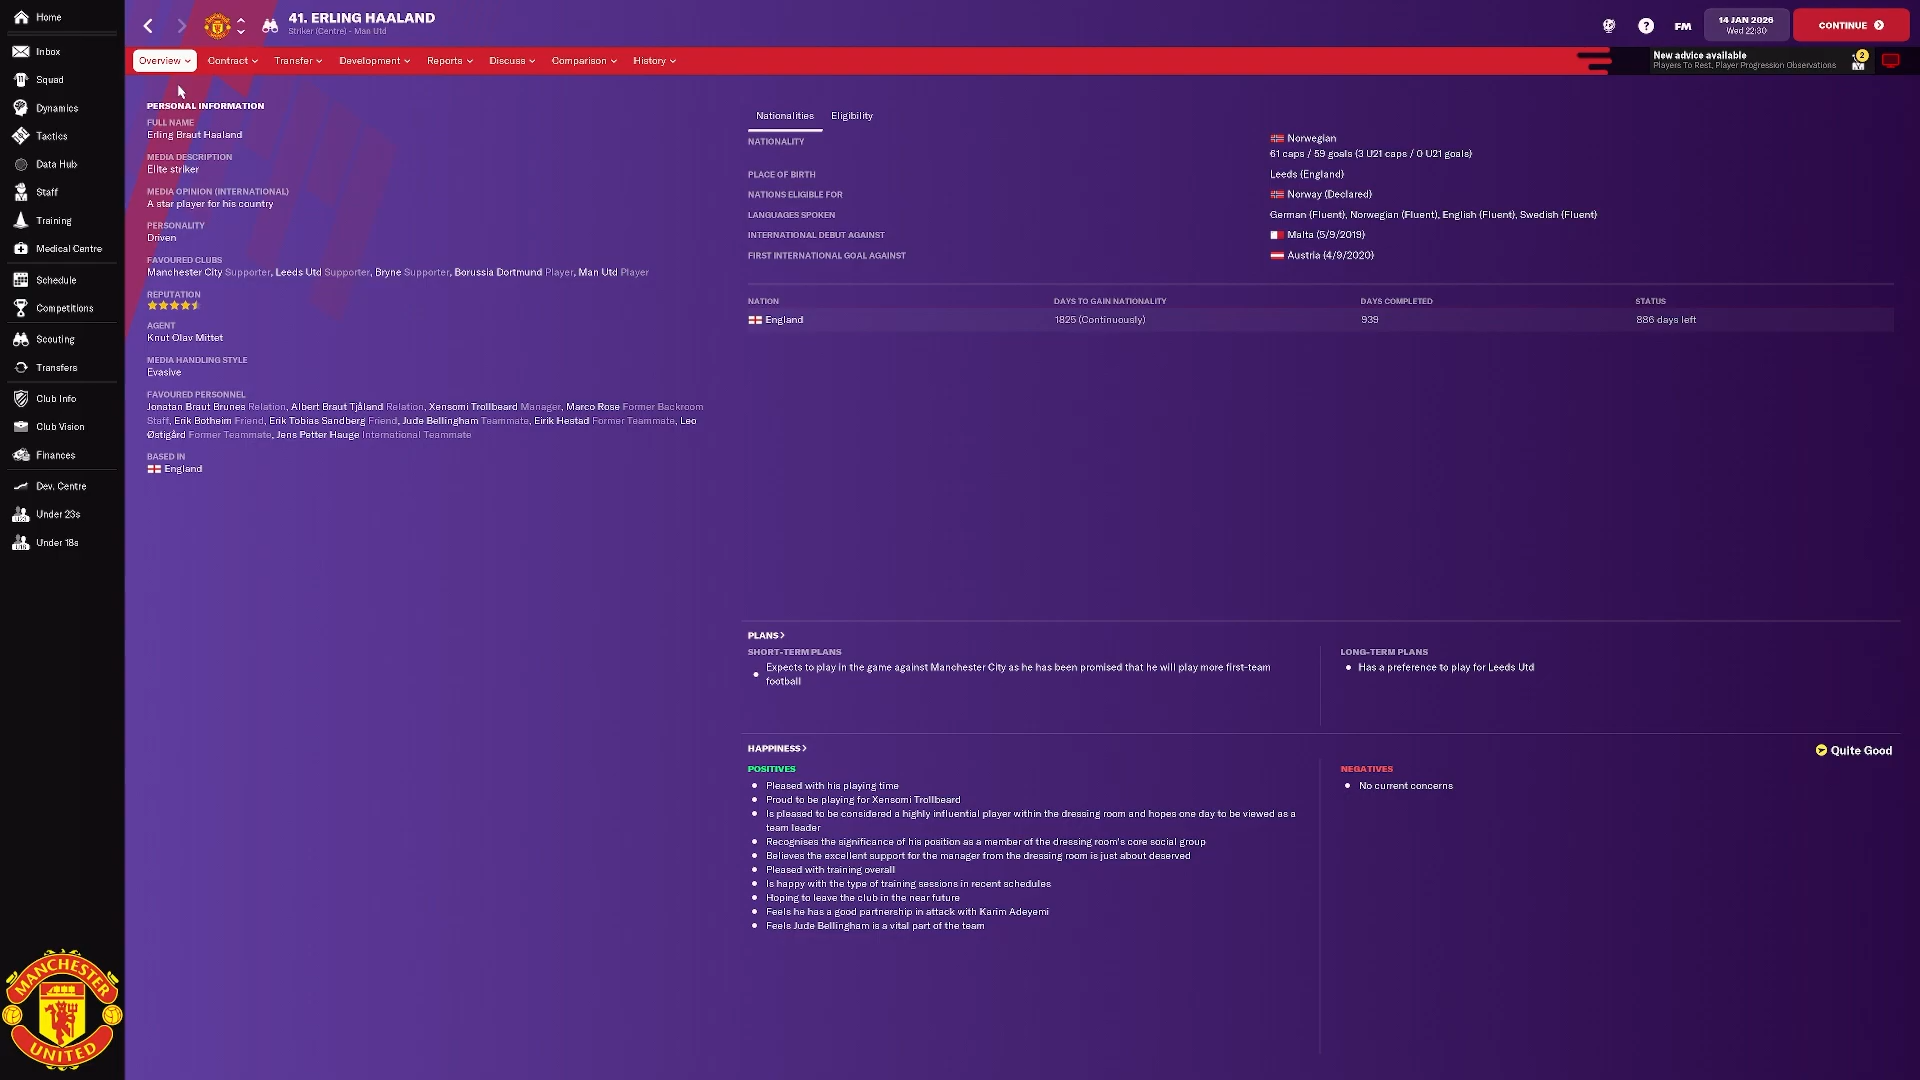 Home
Inbox
Squad
Dynamics
Tactics
Data Hub
Staff
Training
Medical Centre
Schedule
Competitions
Scouting
Transfers
Club Info
Club Vision
Finances
Dev. Centre
Under 23s
Under 18s
MANCHESTER
UNITED
41. ERLING HAALAND
Striker (Centre) - Man Utd
FM
14 JAN 2026
Wed 22:30
CONTINUE
Overview
Contract
Transfer
Development
Reports
Discuss
Comparison
History
New advice available
Players To Rest, Player Progression Observations
2
PERSONAL INFORMATION
FULL NAME
Erling Braut Haaland
MEDIA DESCRIPTION
Elite striker
MEDIA OPINION (INTERNATIONAL)
A star player for his country
PERSONALITY
Driven
FAVOURED CLUBS
Manchester City Supporter, Leeds Utd Supporter, Bryne Supporter, Borussia Dortmund Player, Man Utd Player
REPUTATION
AGENT
Knut Olav Mittet
MEDIA HANDLING STYLE
Evasive
FAVOURED PERSONNEL
Jonatan Braut Brunes Relation, Albert Braut Tjåland Relation, Xensomi Trollbeard Manager, Marco Rose Former Backroom
Staff, Erik Botheim Friend, Erik Tobias Sandberg Friend, Jude Bellingham Teammate, Eirik Hestad Former Teammate, Leo
Østigård Former Teammate, Jens Petter Hauge International Teammate
BASED IN
England
Nationalities
Eligibility
NATIONALITY
Norwegian
61 caps / 59 goals (3 U21 caps / 0 U21 goals)
PLACE OF BIRTH
Leeds (England)
NATIONS ELIGIBLE FOR
Norway (Declared)
LANGUAGES SPOKEN
German (Fluent), Norwegian (Fluent), English (Fluent), Swedish (Fluent)
INTERNATIONAL DEBUT AGAINST
Malta (5/9/2019)
FIRST INTERNATIONAL GOAL AGAINST
Austria (4/9/2020)
NATION DAYS TO GAIN NATIONALITY DAYS COMPLETED STATUS
England 1825 (Continuously) 939 886 days left
PLANS
SHORT-TERM PLANS
Expects to play in the game against Manchester City as he has been promised that he will play more first-team
football
LONG-TERM PLANS
Has a preference to play for Leeds Utd
HAPPINESS
Quite Good
POSITIVES
Pleased with his playing time
Proud to be playing for Xensomi Trollbeard
Is pleased to be considered a highly influential player within the dressing room and hopes one day to be viewed as a
team leader
Recognises the significance of his position as a member of the dressing room's core social group
Believes the excellent support for the manager from the dressing room is just about deserved
Pleased with training overall
Is happy with the type of training sessions in recent schedules
Hoping to leave the club in the near future
Feels he has a good partnership in attack with Karim Adeyemi
Feels Jude Bellingham is a vital part of the team
NEGATIVES
No current concerns